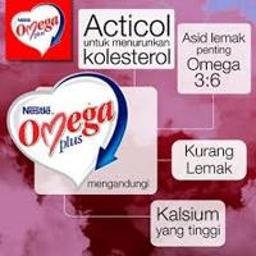 Nestlé
Omega
plus
Acticol
untuk menurunkan
kolesterol
Asid lemak
penting
Omega
3:6
Nestlé
Omega
plus
mengandungi
Kurang
Lemak
Kalsium
yang tinggi